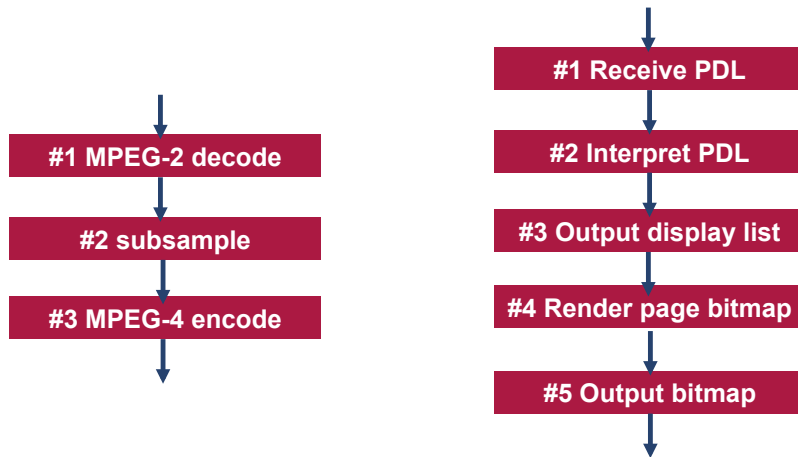 #1 MPEG-2 decode
#2 subsample
#3 MPEG-4 encode
#1 Receive PDL
#2 Interpret PDL
#3 Output display list
#4 Render page bitmap
#5 Output bitmap